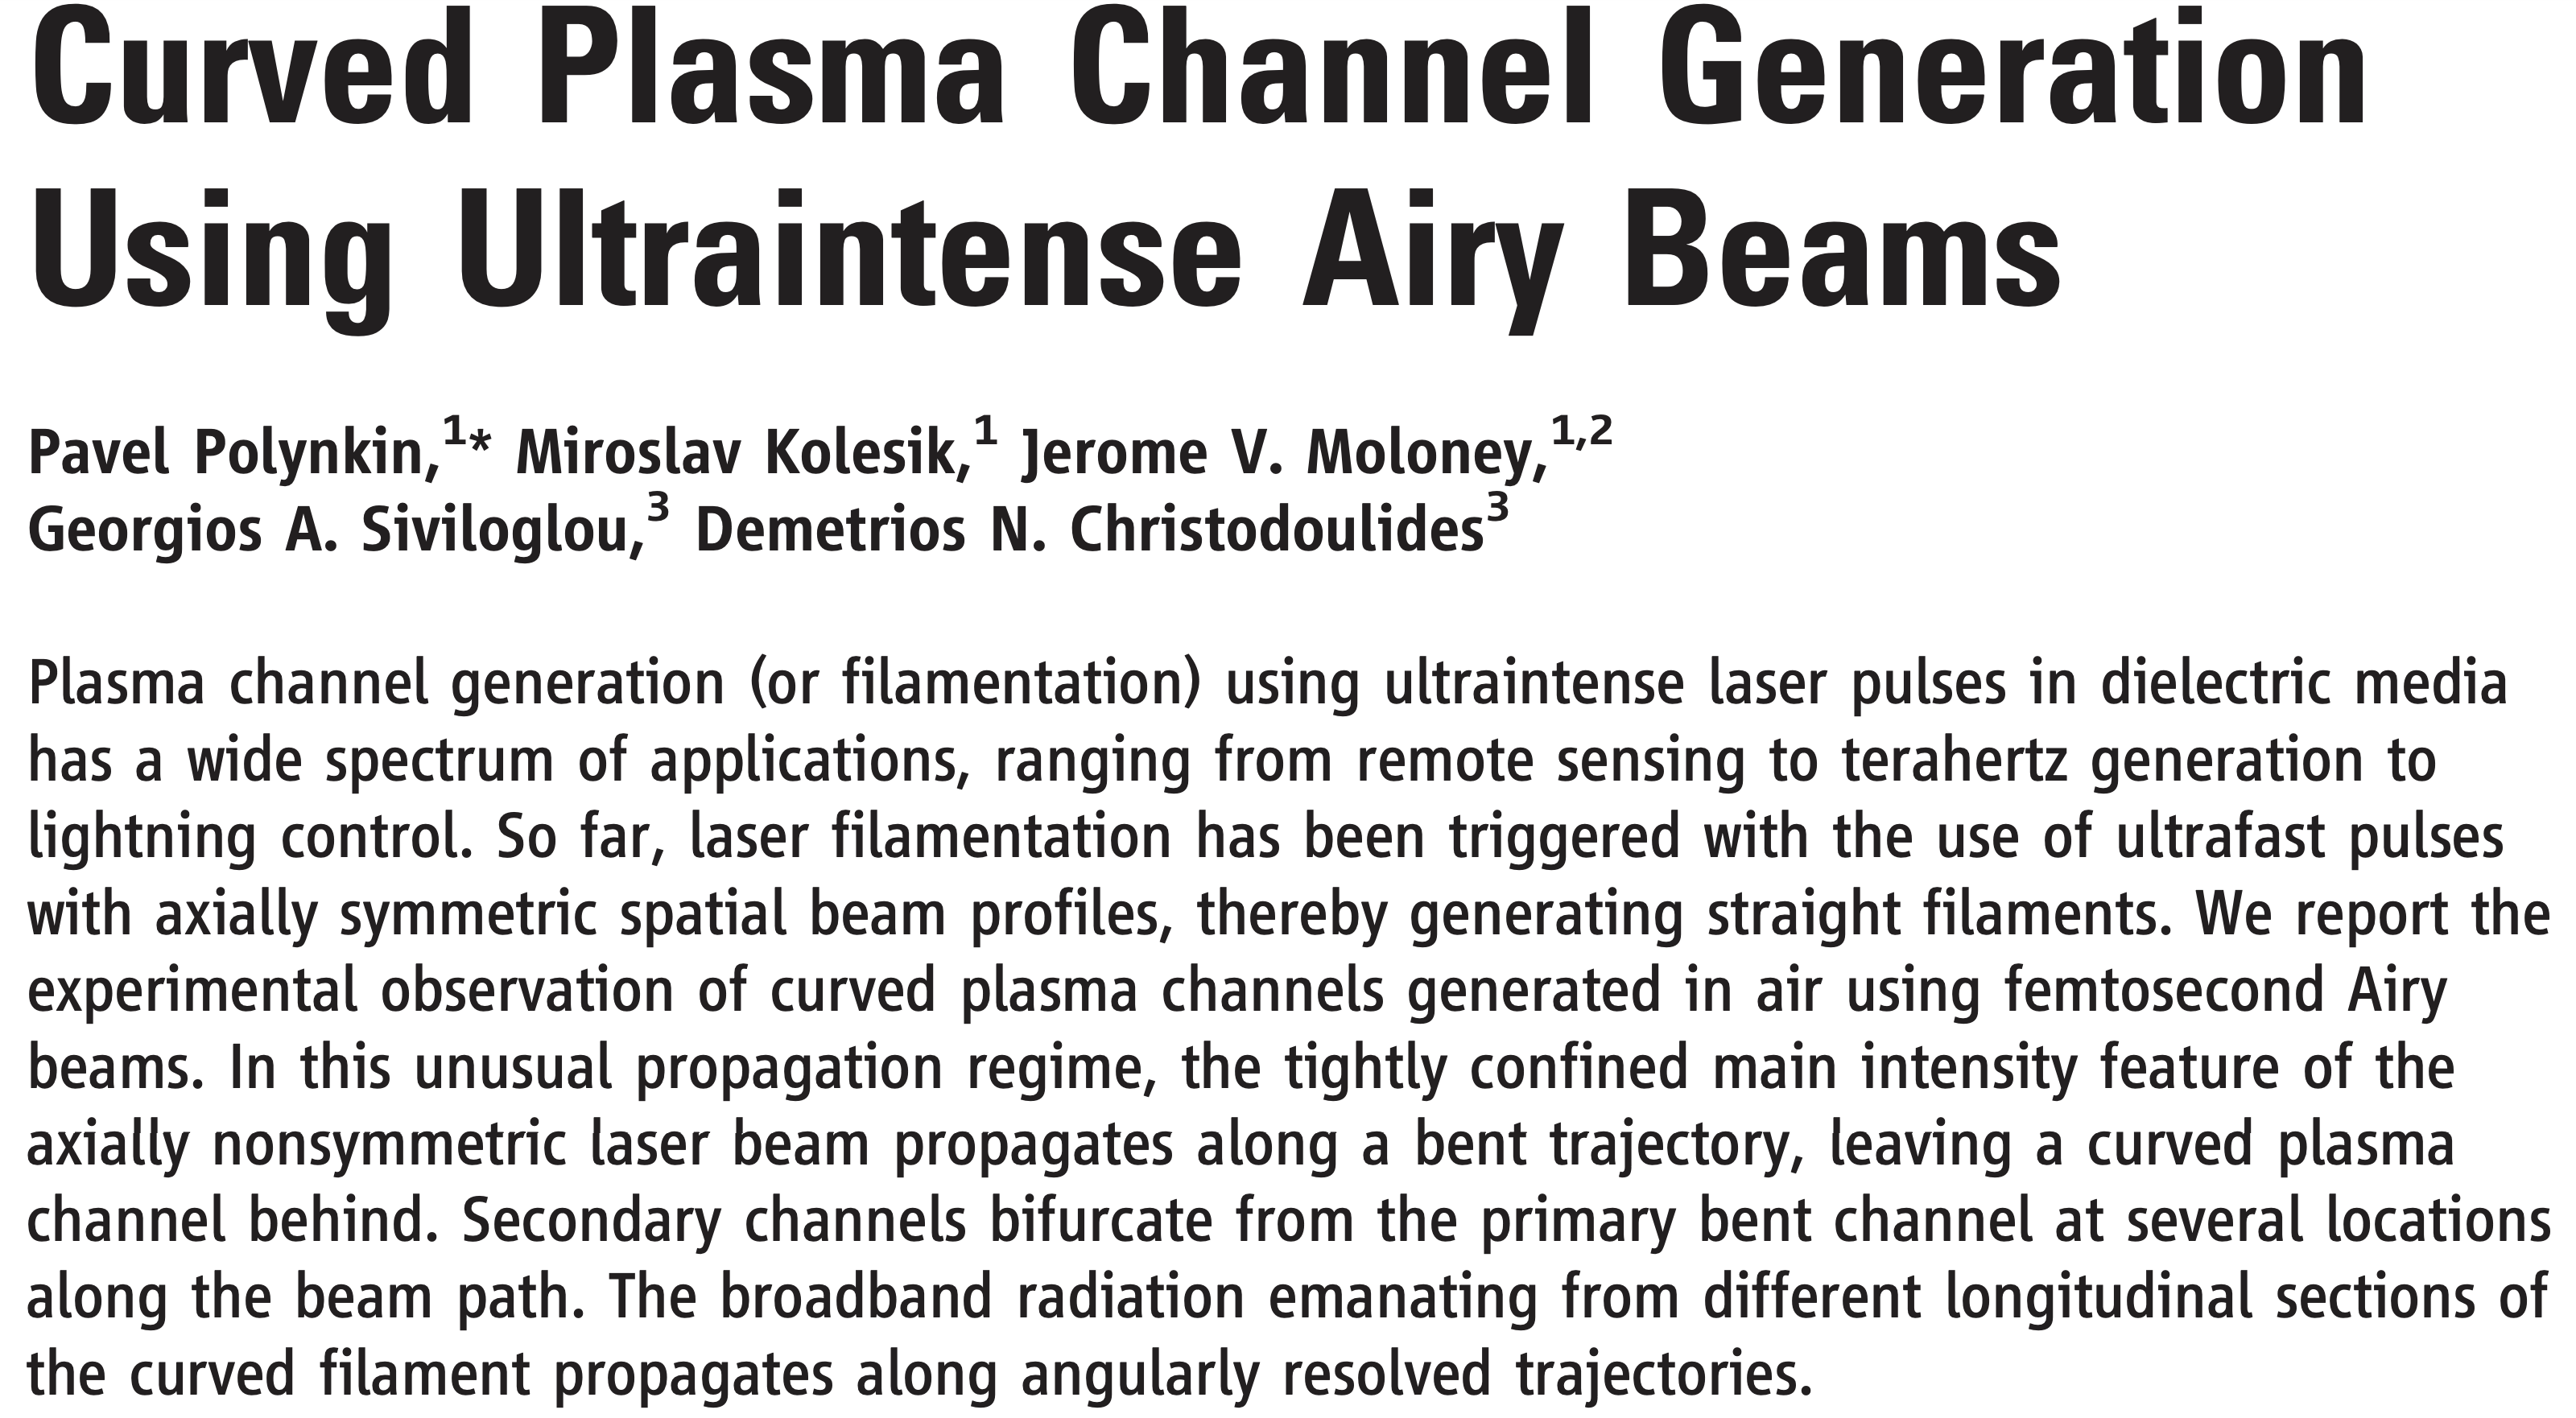 Curved Plasma Channel Generation
Using Ultraintense Airy Beams
Pavel Polynkin,1* Miroslav Kolesik,1 Jerome V. Moloney,1,2
Georgios A. Siviloglou,3 Demetrios N. Christodoulides3
Plasma channel generation (or filamentation) using ultraintense laser pulses in dielectric media
has a wide spectrum of applications, ranging from remote sensing to terahertz generation to
lightning control. So far, laser filamentation has been triggered with the use of ultrafast pulses
with axially symmetric spatial beam profiles, thereby generating straight filaments. We report the
experimental observation of curved plasma channels generated in air using femtosecond Airy
beams. In this unusual propagation regime, the tightly confined main intensity feature of the
axially nonsymmetric laser beam propagates along a bent trajectory, leaving a curved plasma
channel behind. Secondary channels bifurcate from the primary bent channel at several locations
along the beam path. The broadband radiation emanating from different longitudinal sections of
the curved filament propagates along angularly resolved trajectories.